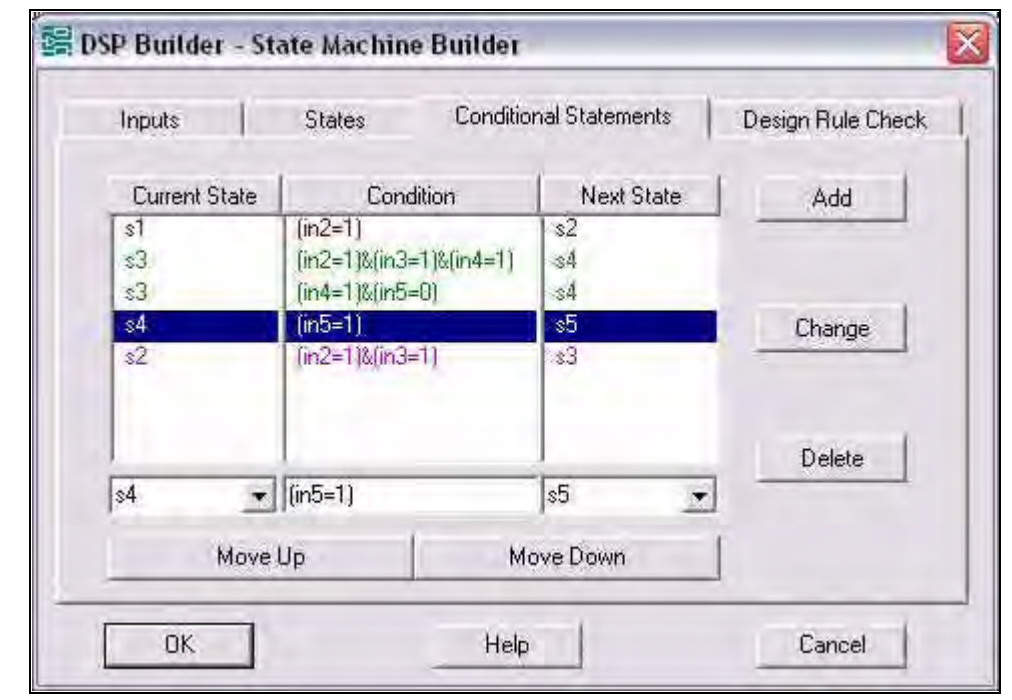 DSP Builder - State Machine Builder
Inputs States Conditional Statements Design Rule Check
Current State Condition Next State Add
s1 (in2=1) s2
s3 (in2=1)&(in3=1)&(in4=1) s4
s3 (in4=1)&(in5=0) s4
s4 (in5=1) s5 Change
s2 (in2=1)&(in3=1) s3
Delete
s4 (in5=1) s5
Move Up Move Down
OK Help Cancel